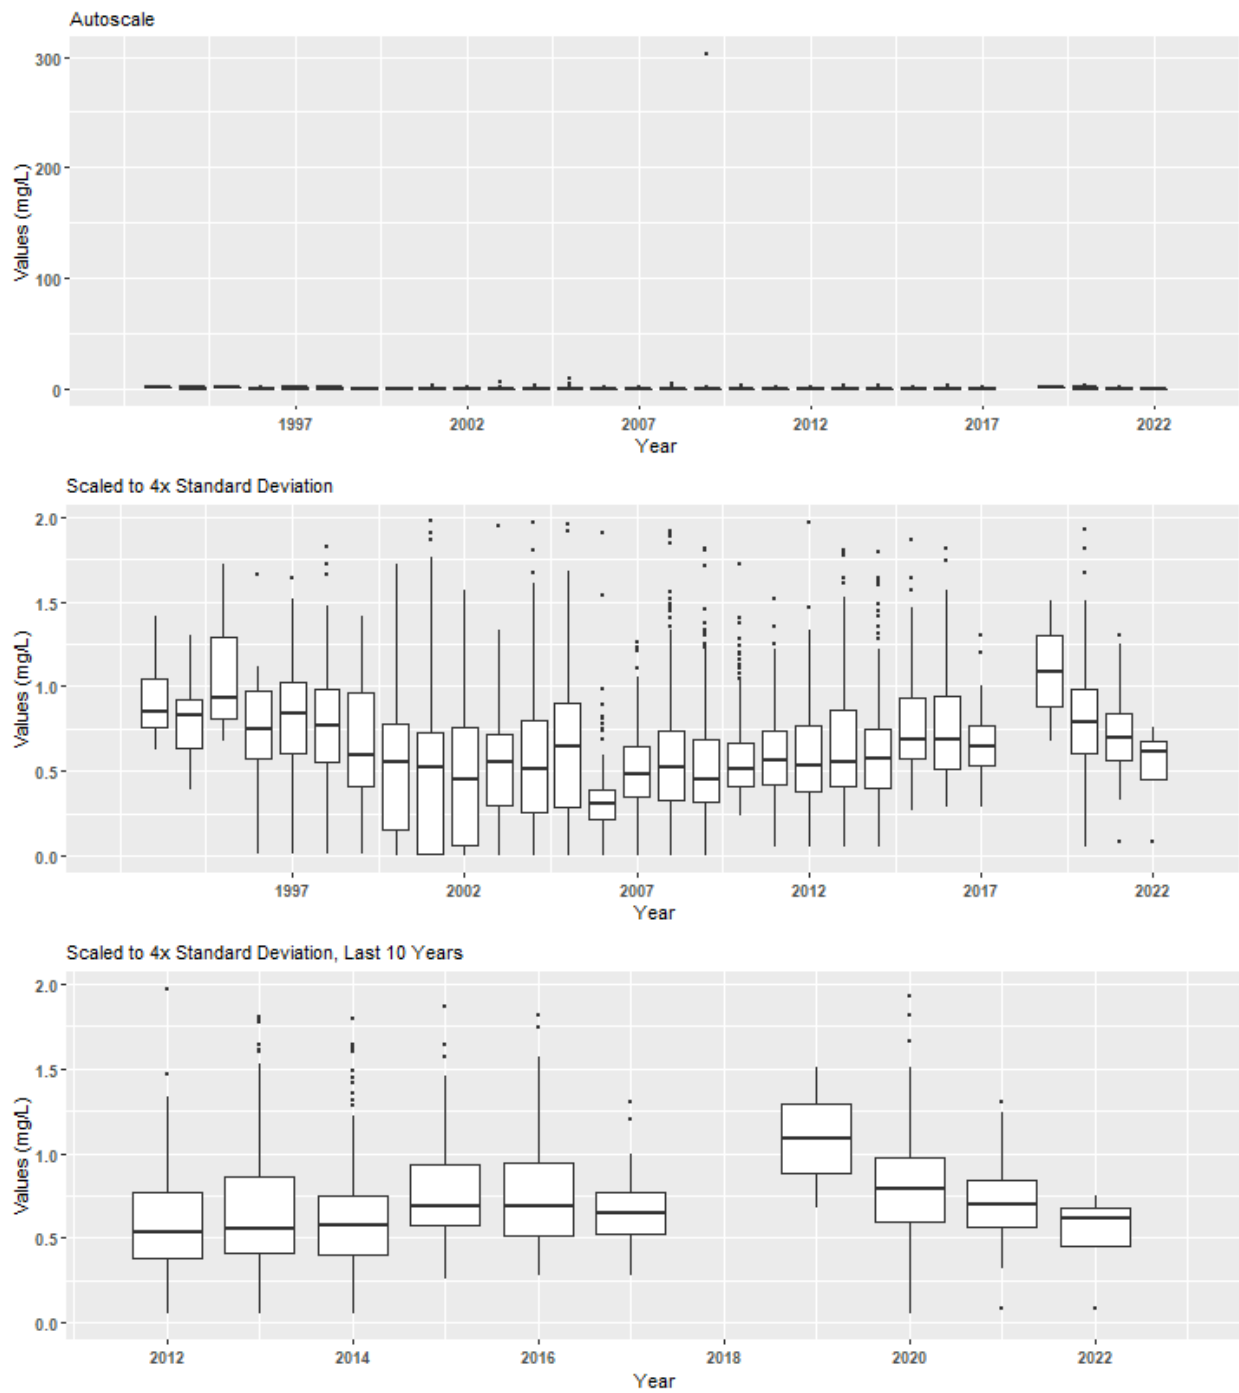 Autoscale
300
200
100
0
Values (mg/L)
1997 2002 2007 2012 2017 2022
Year
Scaled to 4x Standard Deviation
2.0
1.5
1.0
0.5
0.0
Values (mg/L)
1997 2002 2007 2012 2017 2022
Year
Scaled to 4x Standard Deviation, Last 10 Years
2.0
1.5
1.0
0.5
0.0
Values (mg/L)
2012 2014 2016 2018 2020 2022
Year